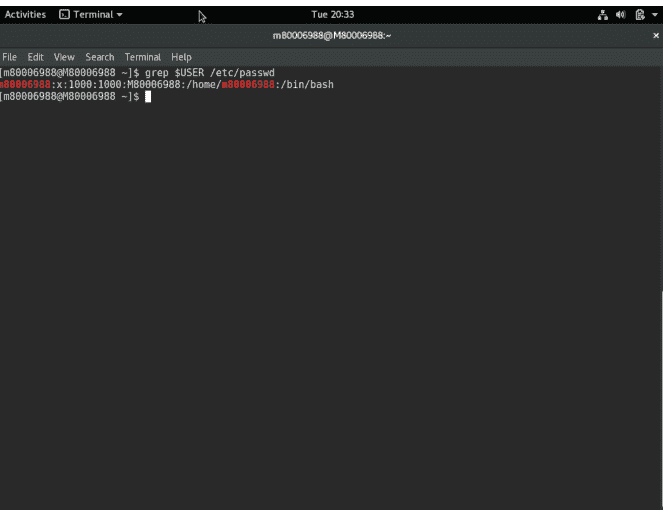 Activities Terminal Tue 20:33
m80006988@M80006988:~
File Edit View Search Terminal Help
[m80006988@M80006988 ~]$ grep $USER /etc/passwd
m80006988:x:1000:1000:M80006988:/home/m80006988:/bin/bash
[m80006988@M80006988 ~]$